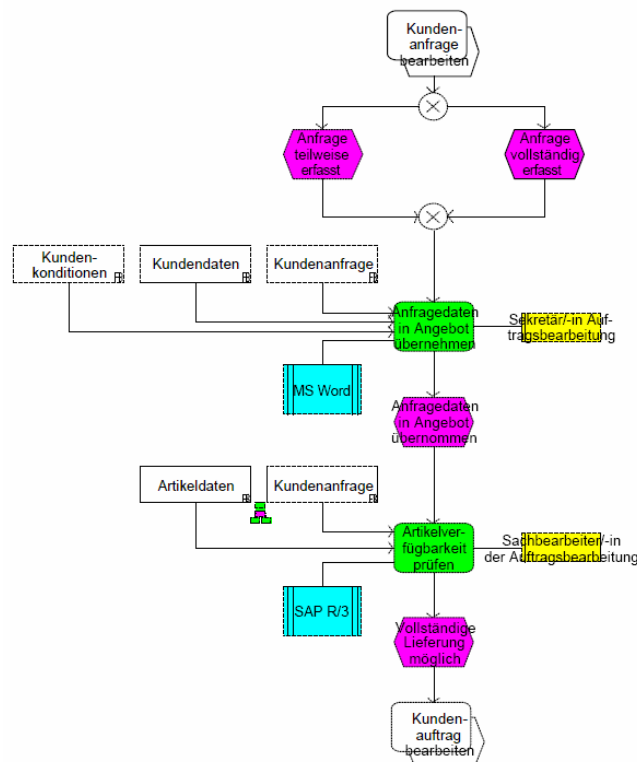 Kunden-
anfrage
bearbeiten
Anfrage
teilweise
erfasst
Anfrage
vollständig
erfasst
Kunden-
konditionen
Kundendaten
Kundenanfrage
Anfragedaten
in Angebot
übernehmen
Sekretär/-in Auf-
tragsbearbeitung
MS Word
Anfragedaten
in Angebot
übernommen
Artikeldaten
Kundenanfrage
Artikelver-
fügbarkeit
prüfen
Sachbearbeiter/-in
der Auftragsbearbeitung
SAP R/3
Vollständige
Lieferung
möglich
Kunden-
auftrag
bearbeiten